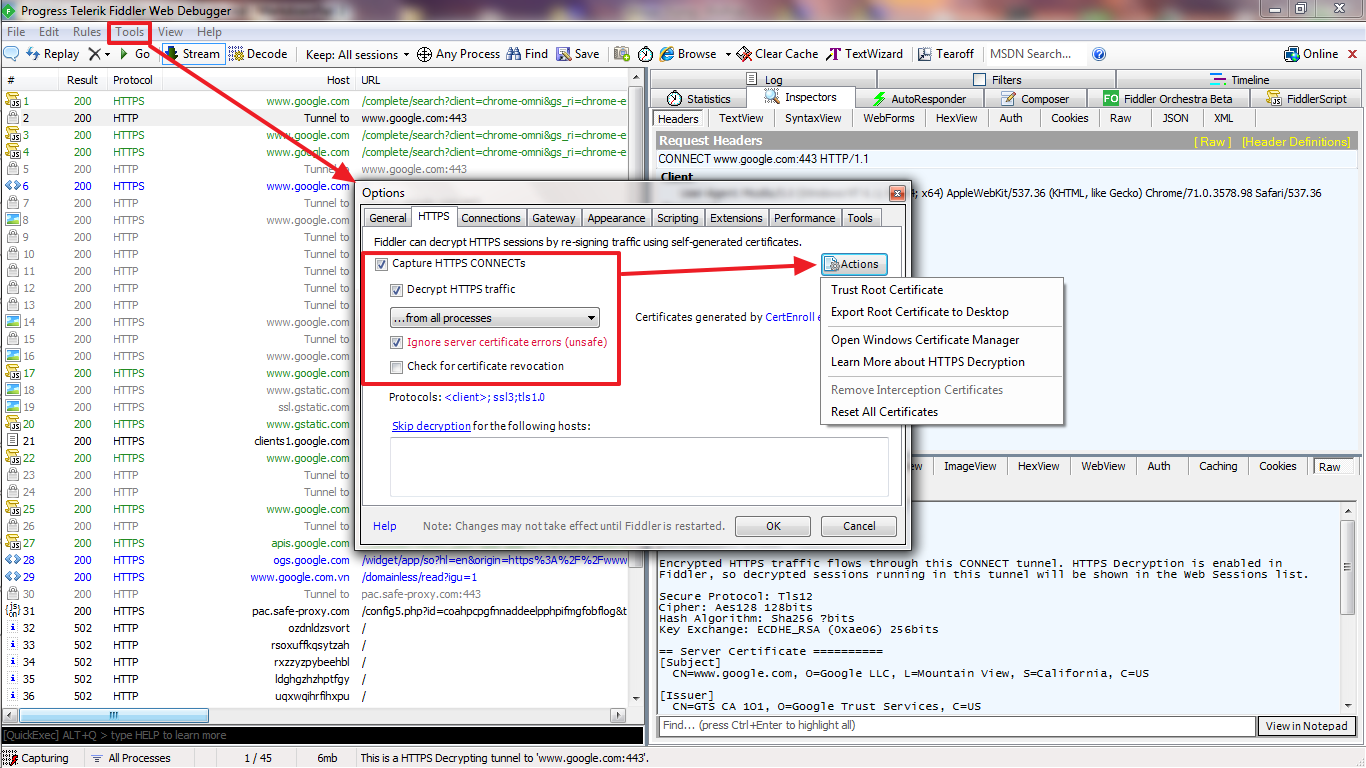 Progress Telerik Fiddler Web Debugger
File Edit Rules Tools View Help
Replay Go Stream Decode Keep: All sessions Any Process Find Save Browse Clear Cache TextWizard Tearoff MSDN Search... Online
# Result Protocol Host URL
1 200 HTTPS www.google.com /complete/search?client=chrome-omni&gs_ri=chrome-e
2 200 HTTP Tunnel to www.google.com:443
3 200 HTTPS www.google.com /complete/search?client=chrome-omni&gs_ri=chrome-e
4 200 HTTPS www.google.com /complete/search?client=chrome-omni&gs_ri=chrome-e
5 200 HTTP Tunnel to www.google.com:443
6 200 HTTPS www.google.com
7 200 HTTP Tunnel to
8 200 HTTPS www.google.com
9 200 HTTP Tunnel to
10 200 HTTP Tunnel to
11 200 HTTP Tunnel to
12 200 HTTP Tunnel to
13 200 HTTP Tunnel to
14 200 HTTPS www.google.com
15 200 HTTP Tunnel to
16 200 HTTPS www.google.com
17 200 HTTPS www.google.com
18 200 HTTPS www.gstatic.com
19 200 HTTPS ssl.gstatic.com
20 200 HTTPS www.gstatic.com
21 200 HTTP clients1.google.com
22 200 HTTPS www.google.com
23 200 HTTP Tunnel to
24 200 HTTP Tunnel to
25 200 HTTPS www.google.com
26 200 HTTP Tunnel to
27 200 HTTPS apis.google.com
28 200 HTTPS ogs.google.com /widget/app/so?hl=en&origin=https%3A%2F%2Fwww
29 200 HTTPS www.google.com.vn /domainless/read?igu=1
30 200 HTTP Tunnel to pac.safe-proxy.com:443
31 200 HTTPS pac.safe-proxy.com /config5.php?id=coahpcpgfnnaddeelpphpifmgfobflog&t
32 502 HTTP ozdnldzsvort /
33 502 HTTP rsoxuffkqsytzah /
34 502 HTTP rxzzyzpybeehbl /
35 502 HTTP ldghgzhzhptfgy /
36 502 HTTP uqxwqihrfihxpu /
[QuickExec] ALT+Q > type HELP to learn more
Log Filters Timeline
Statistics Inspectors AutoResponder Composer FO Fiddler Orchestra Beta FiddlerScript
Headers TextView SyntaxView WebForms HexView Auth Cookies Raw JSON XML
Request Headers [ Raw ] [Header Definitions]
CONNECT www.google.com:443 HTTP/1.1
Client
x64) AppleWebKit/537.36 (KHTML, like Gecko) Chrome/71.0.3578.98 Safari/537.36
Options
General HTTPS Connections Gateway Appearance Scripting Extensions Performance Tools
Fiddler can decrypt HTTPS sessions by re-signing traffic using self-generated certificates.
Capture HTTPS CONNECTs
Actions
Decrypt HTTPS traffic
...from all processes
Certificates generated by CertEnroll e
Ignore server certificate errors (unsafe)
Check for certificate revocation
Protocols: <client>; ssl3;tls1.0
Skip decryption for the following hosts:
Help Note: Changes may not take effect until Fiddler is restarted. OK Cancel
Trust Root Certificate
Export Root Certificate to Desktop
Open Windows Certificate Manager
Learn More about HTTPS Decryption
Remove Interception Certificates
Reset All Certificates
ew ImageView HexView WebView Auth Caching Cookies Raw
Encrypted HTTPS traffic flows through this CONNECT tunnel. HTTPS Decryption is enabled in
Fiddler, so decrypted sessions running in this tunnel will be shown in the Web Sessions list.
Secure Protocol: Tls12
Cipher: Aes128 128bits
Hash Algorithm: Sha256 ?bits
Key Exchange: ECDHE_RSA (0xae06) 256bits
== Server Certificate ==========
[Subject]
CN=www.google.com, O=Google LLC, L=Mountain View, S=California, C=US
[Issuer]
CN=GTS CA 1O1, O=Google Trust Services, C=US
Find... (press Ctrl+Enter to highlight all) View in Notepad
Capturing All Processes 1 / 45 6mb This is a HTTPS Decrypting tunnel to 'www.google.com:443'.